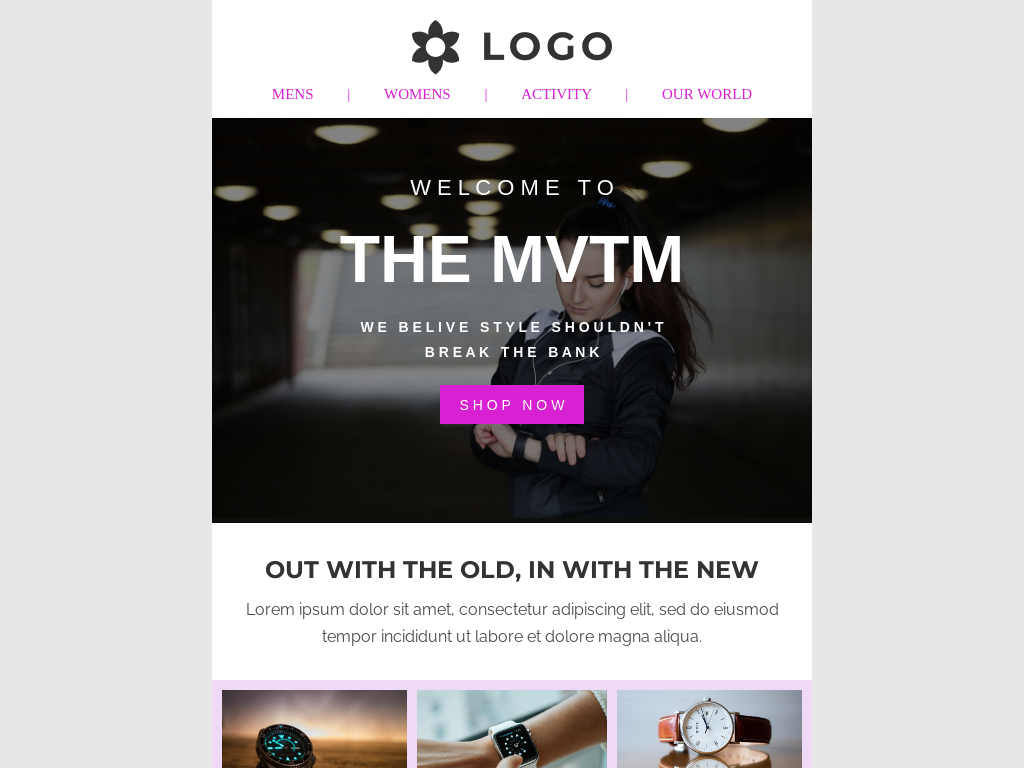 LOGO
MENS | WOMENS | ACTIVITY | OUR WORLD
WELCOME TO
THE MVTM
WE BELIVE STYLE SHOULDN'T
BREAK THE BANK
SHOP NOW
OUT WITH THE OLD, IN WITH THE NEW
Lorem ipsum dolor sit amet, consectetur adipiscing elit, sed do eiusmod
tempor incididunt ut labore et dolore magna aliqua.